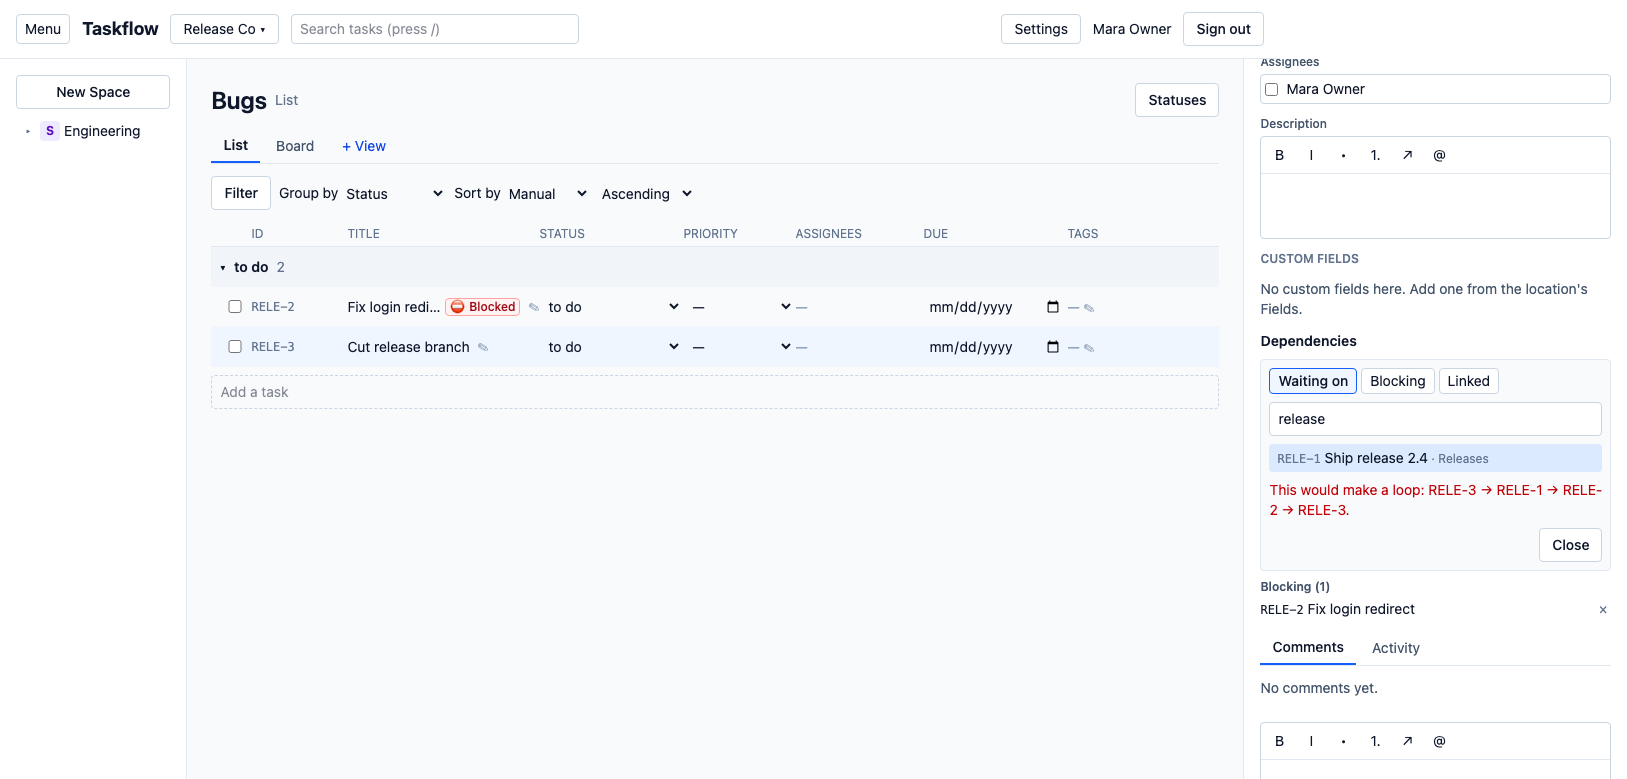 Menu Taskflow Release Co ▾ Search tasks (press /) Settings Mara Owner Sign out
New Space
▸ S Engineering
Bugs List Statuses
List Board + View
Filter Group by Status Sort by Manual Ascending
ID TITLE STATUS PRIORITY ASSIGNEES DUE TAGS
▾ to do 2
RELE-2 Fix login redi... ⛔ Blocked ✎ to do — — mm/dd/yyyy — ✎
RELE-3 Cut release branch ✎ to do — — mm/dd/yyyy — ✎
Add a task
Assignees
Mara Owner
Description
B I • 1. ↗ @
CUSTOM FIELDS
No custom fields here. Add one from the location's
Fields.
Dependencies
Waiting on Blocking Linked
release
RELE-1 Ship release 2.4 · Releases
This would make a loop: RELE-3 → RELE-1 → RELE-
2 → RELE-3.
Close
Blocking (1)
RELE-2 Fix login redirect ×
Comments Activity
No comments yet.
B I • 1. ↗ @